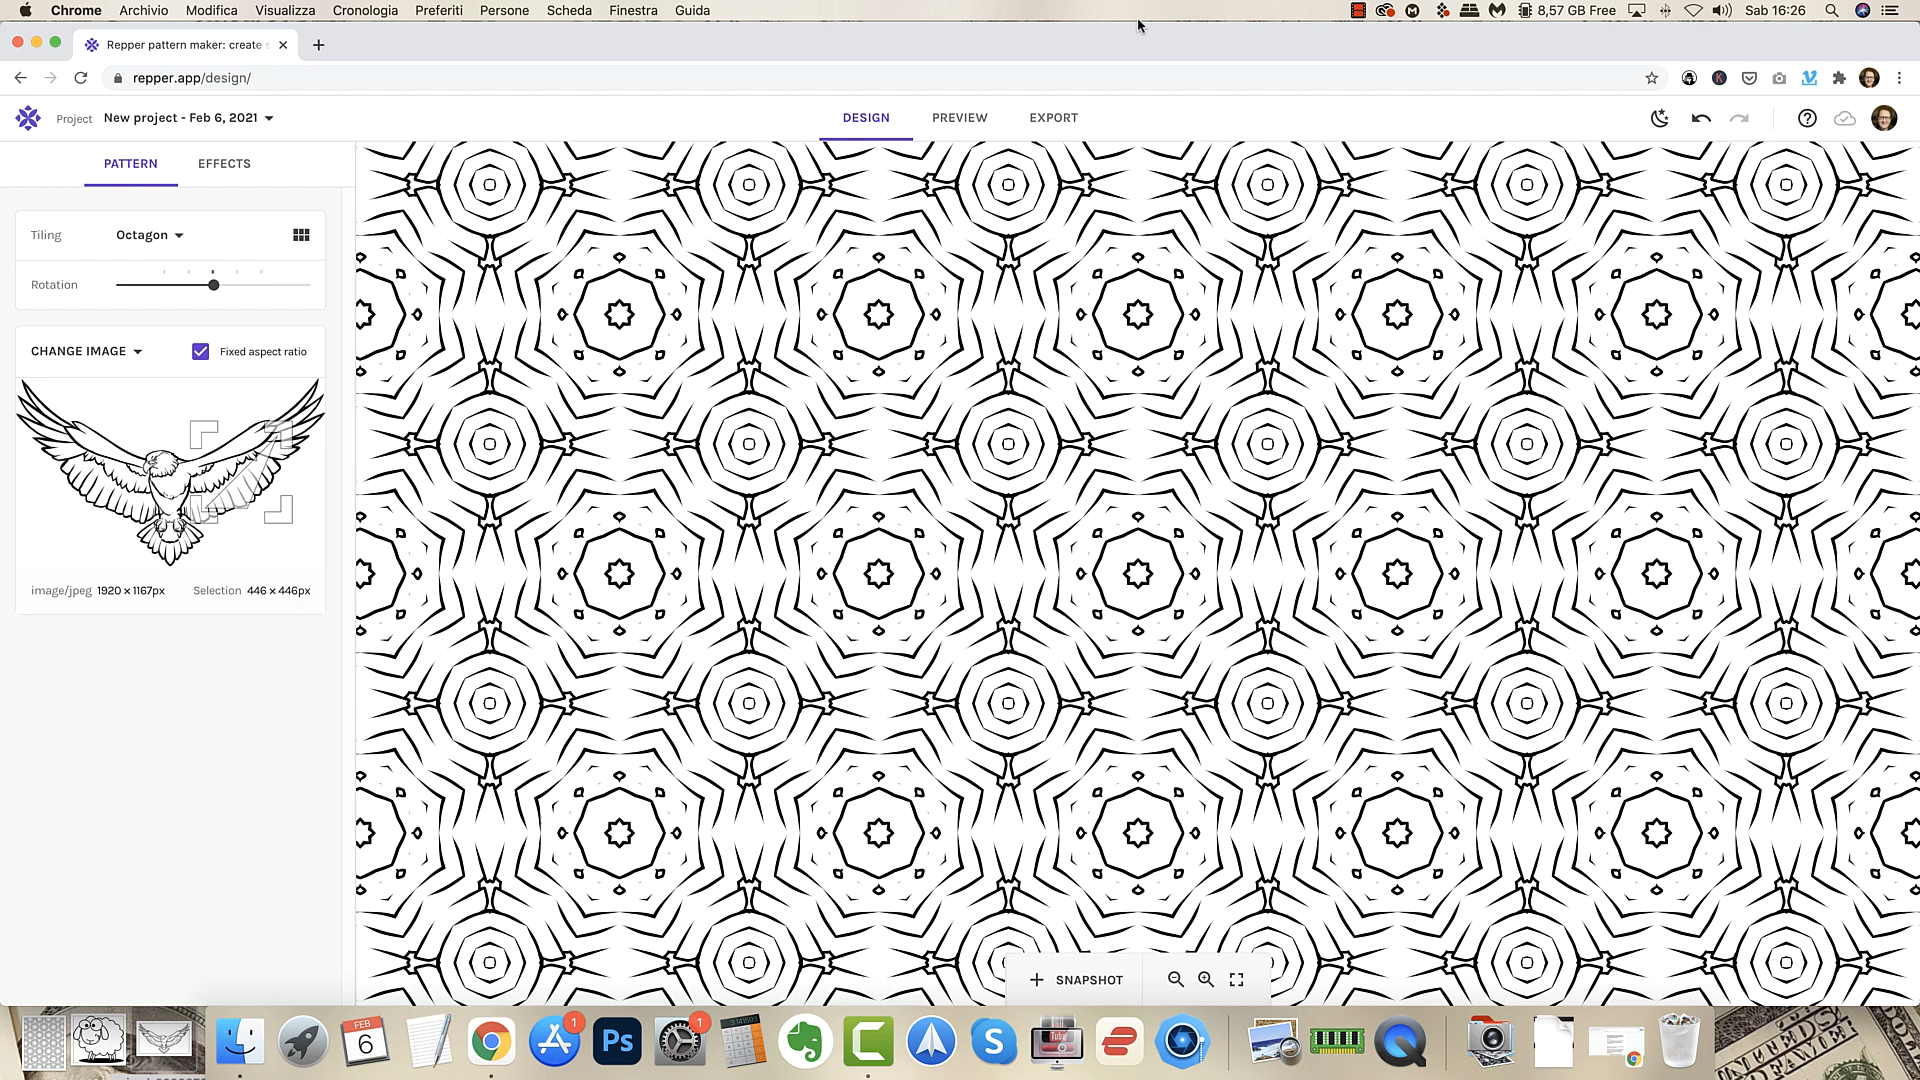 Chrome Archivio Modifica Visualizza Cronologia Preferiti Persone Scheda Finestra Guida 8,57 GB Free Sab 16:26
Repper pattern maker: create
repper.app/design/
Project New project - Feb 6, 2021 DESIGN PREVIEW EXPORT
PATTERN EFFECTS
Tiling Octagon
Rotation
CHANGE IMAGE Fixed aspect ratio
image/jpeg 1920 × 1167px Selection 446 × 446px
SNAPSHOT
FEB
6
1
Ps
1
S